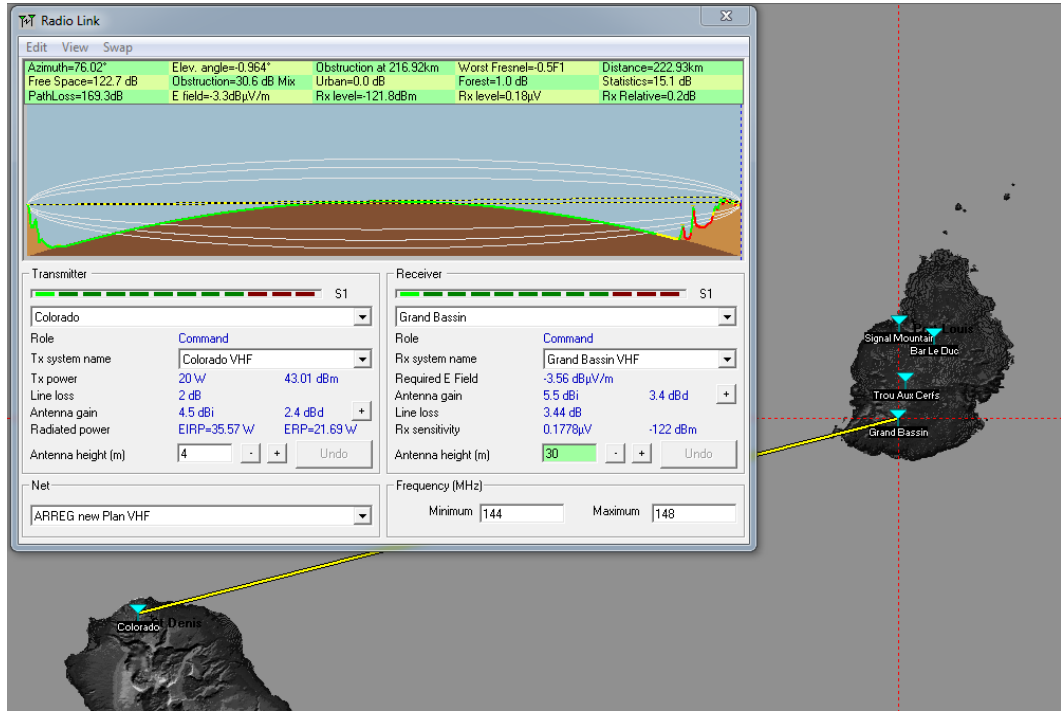 Radio Link
Edit View Swap
Azimuth=76.02° Elev. angle=-0.964° Obstruction at 216.92km Worst Fresnel=-0.5F1 Distance=222.93km
Free Space=122.7 dB Obstruction=30.6 dB Mix Urban=0.0 dB Forest=1.0 dB Statistics=15.1 dB
PathLoss=169.3dB E field=-3.3dBµV/m Rx level=-121.8dBm Rx level=0.18µV Rx Relative=0.2dB
Transmitter
S1
Colorado
Role Command
Tx system name Colorado VHF
Tx power 20 W 43.01 dBm
Line loss 2 dB
Antenna gain 4.5 dBi 2.4 dBd +
Radiated power EIRP=35.57 W ERP=21.69 W
Antenna height (m) 4 - + Undo
Receiver
S1
Grand Bassin
Role Command
Rx system name Grand Bassin VHF
Required E Field -3.56 dBµV/m
Antenna gain 5.5 dBi 3.4 dBd +
Line loss 3.44 dB
Rx sensitivity 0.1778µV -122 dBm
Antenna height (m) 30 - + Undo
Net
ARREG new Plan VHF
Frequency (MHz)
Minimum 144 Maximum 148
Signal Mountain
Louis
Bar Le Duc
Trou Aux Cerfs
Grand Bassin
Colorado
Denis